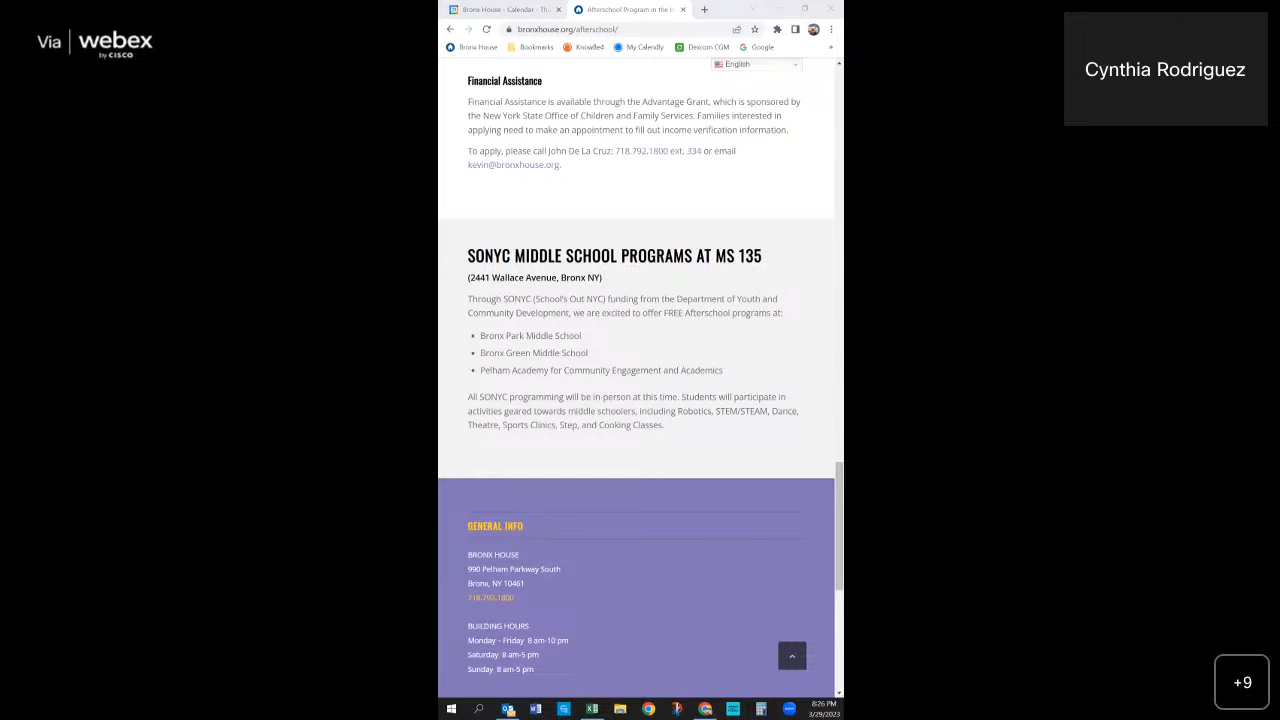 Via webex
by CISCO
Bronx House - Calendar - Th
Afterschool Program in the
bronxhouse.org/afterschool/
Bronx House
Bookmarks
KnowBe4
My Calendly
Dexcom CGM
Google
»
English
Financial Assistance
Financial Assistance is available through the Advantage Grant, which is sponsored by
the New York State Office of Children and Family Services. Families interested in
applying need to make an appointment to fill out income verification information.
To apply, please call John De La Cruz: 718.792.1800 ext. 334 or email
kevin@bronxhouse.org.
SONYC MIDDLE SCHOOL PROGRAMS AT MS 135
(2441 Wallace Avenue, Bronx NY)
Through SONYC (School's Out NYC) funding from the Department of Youth and
Community Development, we are excited to offer FREE Afterschool programs at:
• Bronx Park Middle School
• Bronx Green Middle School
• Pelham Academy for Community Engagement and Academics
All SONYC programming will be in-person at this time. Students will participate in
activities geared towards middle schoolers, including Robotics, STEM/STEAM, Dance,
Theatre, Sports Clinics, Step, and Cooking Classes.
GENERAL INFO
BRONX HOUSE
990 Pelham Parkway South
Bronx, NY 10461
718.792.1800
BUILDING HOURS
Monday – Friday 8 am-10 pm
Saturday 8 am-5 pm
Sunday 8 am-5 pm
8:26 PM
3/29/2023
Cynthia Rodriguez
+9